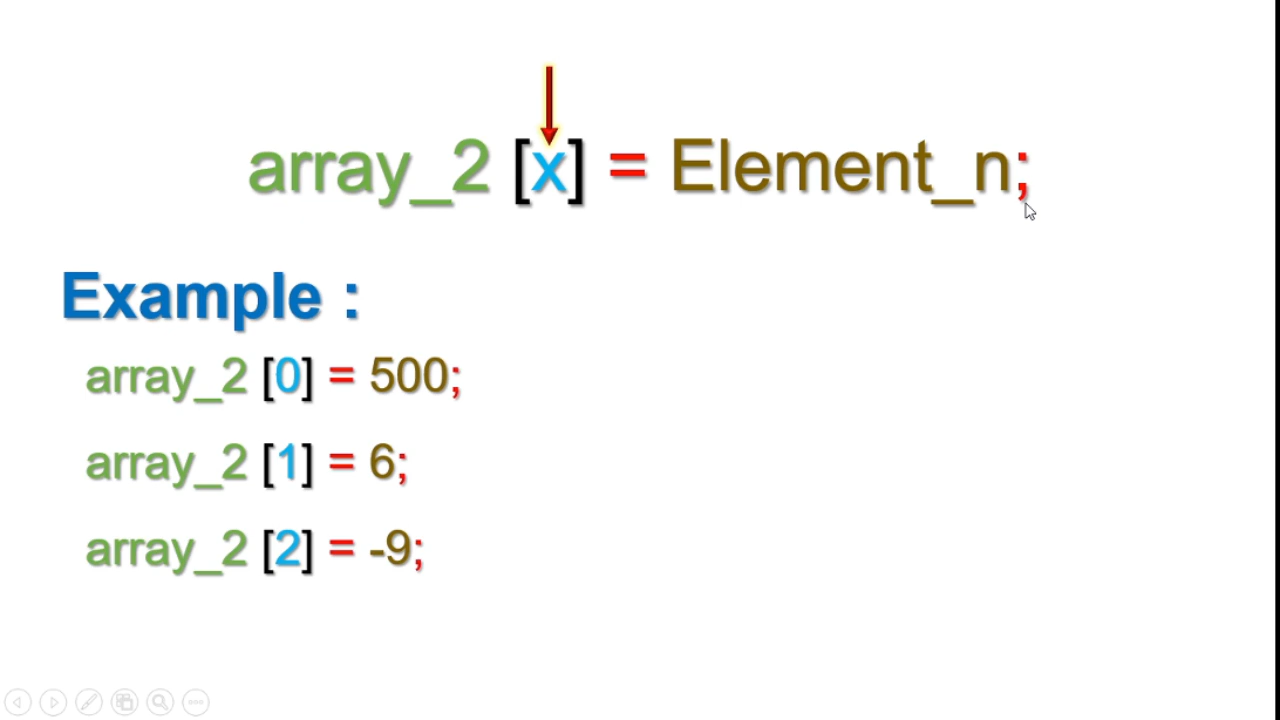 array_2 [x] = Element_n;
Example :
array_2 [0] = 500;
array_2 [1] = 6;
array_2 [2] = -9;